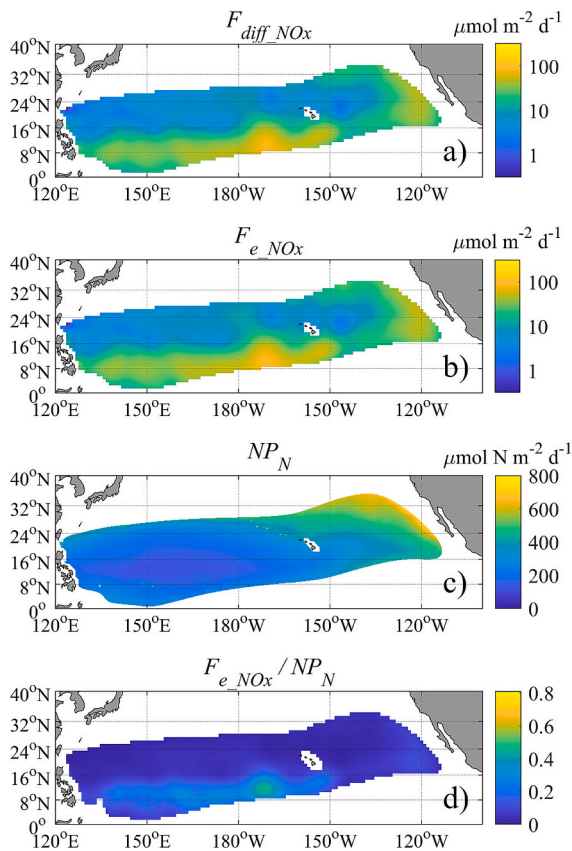 F_diff_NOx
μmol m⁻² d⁻¹
40°N
32°N
24°N
16°N
8°N
0°
100
10
1
a)
120°E 150°E 180°W 150°W 120°W
F_e_NOx
μmol m⁻² d⁻¹
40°N
32°N
24°N
16°N
8°N
0°
100
10
1
b)
120°E 150°E 180°W 150°W 120°W
NP_N
μmol N m⁻² d⁻¹
40°N
32°N
24°N
16°N
8°N
0°
800
600
400
200
0
c)
120°E 150°E 180°W 150°W 120°W
F_e_NOx / NP_N
40°N
32°N
24°N
16°N
8°N
0°
0.8
0.6
0.4
0.2
0
d)
120°E 150°E 180°W 150°W 120°W